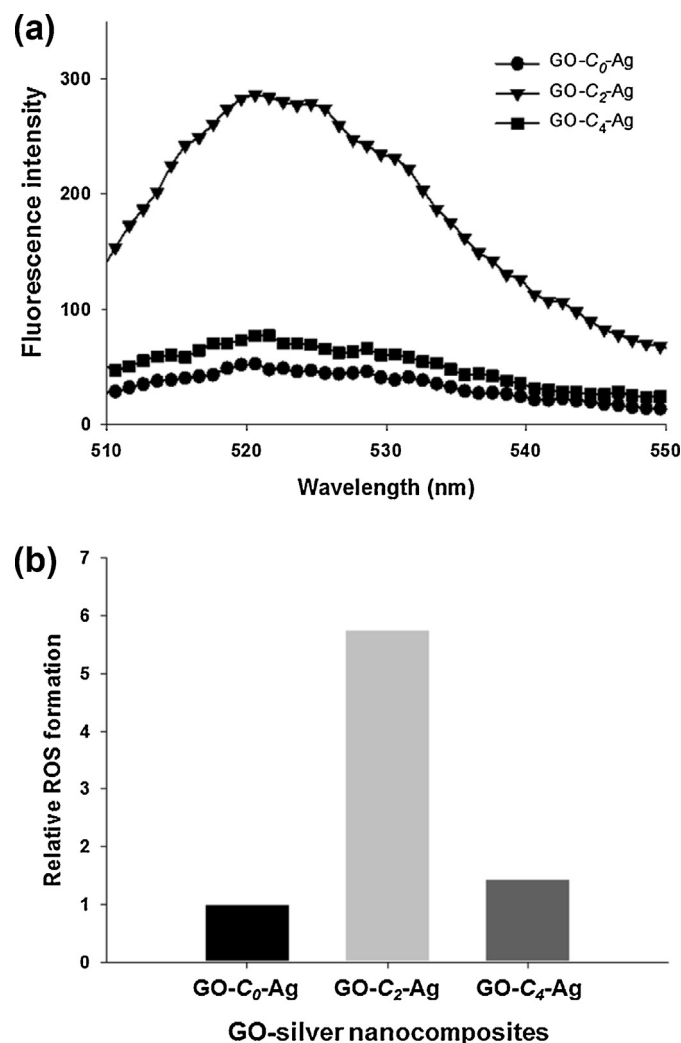 (a)
Fluorescence intensity
300
200
100
0
GO-C0-Ag
GO-C2-Ag
GO-C4-Ag
510 520 530 540 550
Wavelength (nm)
(b)
Relative ROS formation
7
6
5
4
3
2
1
0
GO-C0-Ag GO-C2-Ag GO-C4-Ag
GO-silver nanocomposites